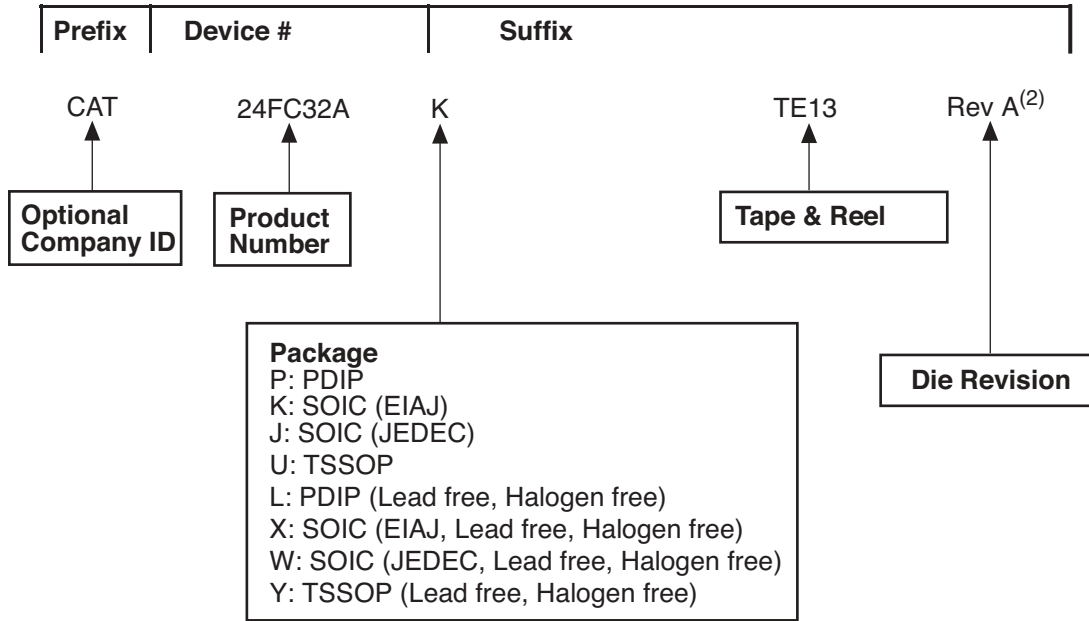 Prefix Device # Suffix
CAT 24FC32A K TE13 Rev A(2)
Optional
Company ID
Product
Number
Tape & Reel
Package
P: PDIP
K: SOIC (EIAJ)
J: SOIC (JEDEC)
U: TSSOP
L: PDIP (Lead free, Halogen free)
X: SOIC (EIAJ, Lead free, Halogen free)
W: SOIC (JEDEC, Lead free, Halogen free)
Y: TSSOP (Lead free, Halogen free)
Die Revision